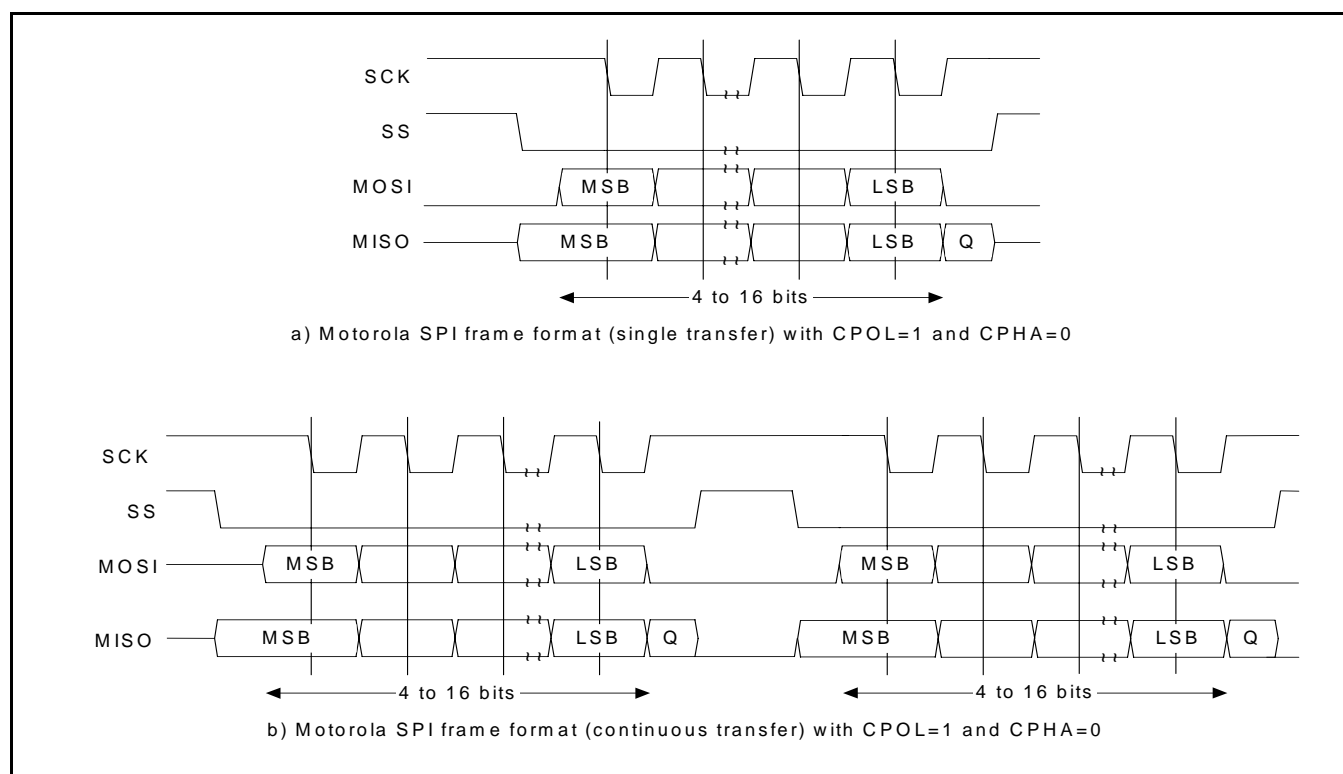 SCK
SS
MOSI MSB LSB
MISO MSB LSB Q
4 to 16 bits
a) Motorola SPI frame format (single transfer) with CPOL=1 and CPHA=0
SCK
SS
MOSI MSB LSB MSB LSB
MISO MSB LSB Q MSB LSB Q
4 to 16 bits 4 to 16 bits
b) Motorola SPI frame format (continuous transfer) with CPOL=1 and CPHA=0